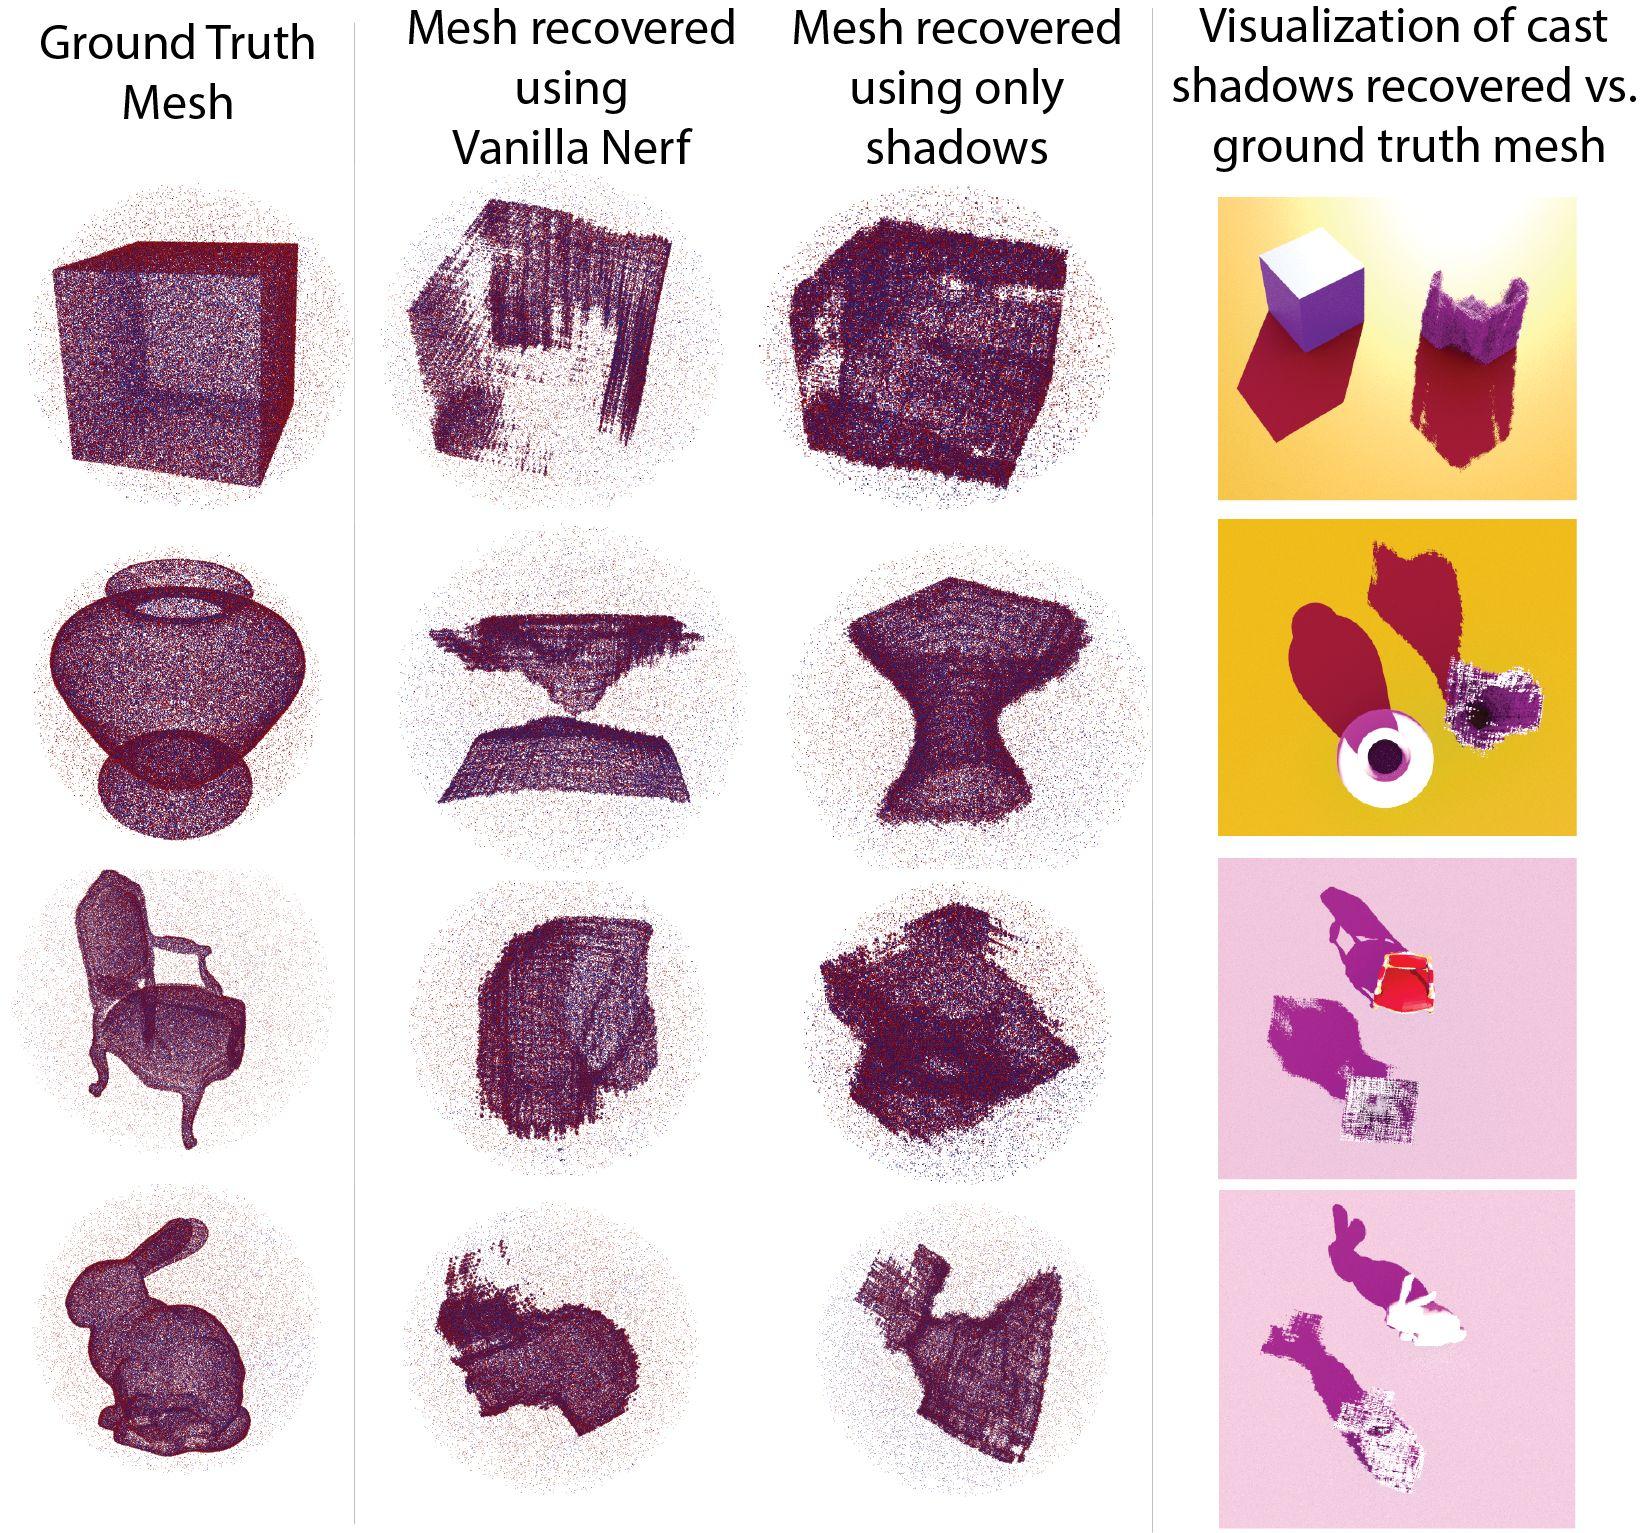 Ground Truth
Mesh
Mesh recovered
using
Vanilla Nerf
Mesh recovered
using only
shadows
Visualization of cast
shadows recovered vs.
ground truth mesh